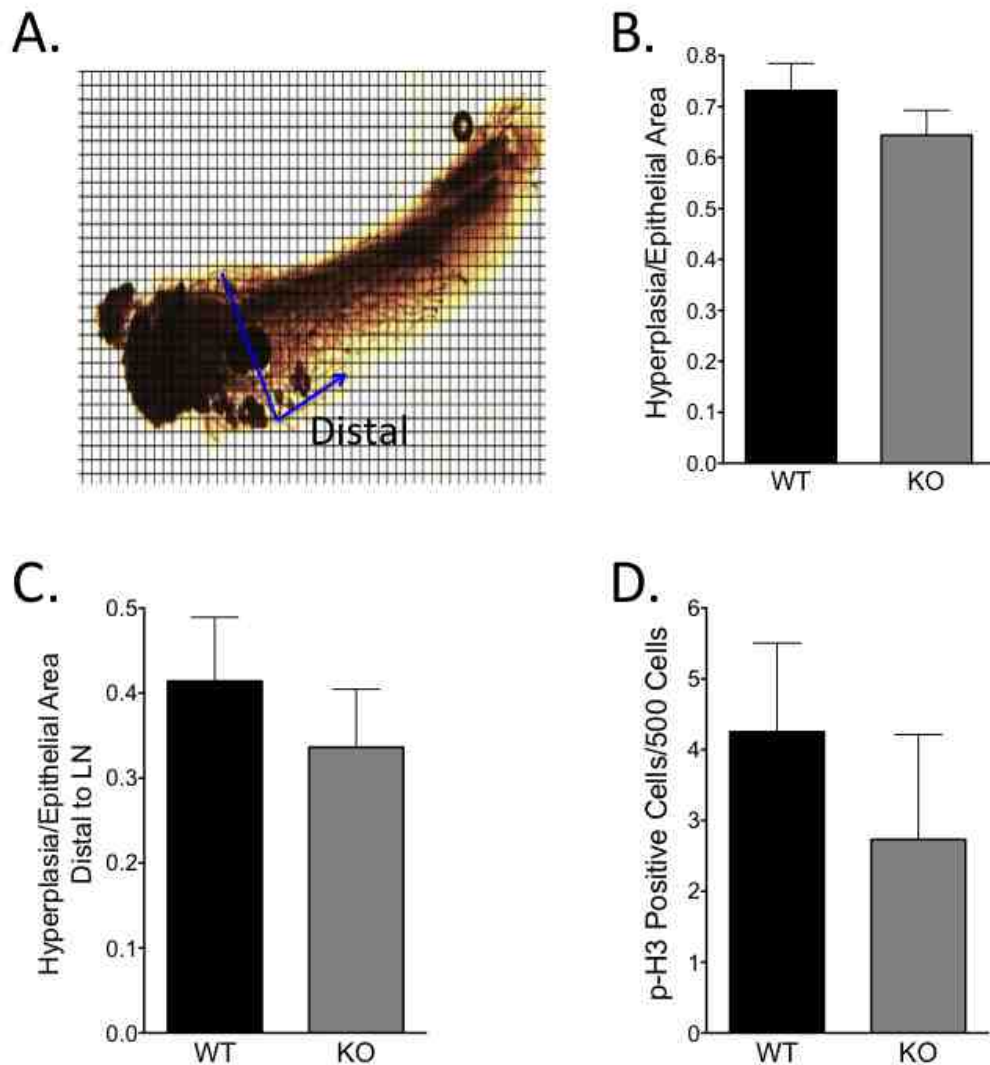 A.
Distal
B.
Hyperplasia/Epithelial Area
0.8
0.7
0.6
0.5
0.4
0.3
0.2
0.1
0.0
WT
KO
C.
Hyperplasia/Epithelial Area
Distal to LN
0.5
0.4
0.3
0.2
0.1
0.0
WT
KO
D.
p-H3 Positive Cells/500 Cells
6
5
4
3
2
1
0
WT
KO